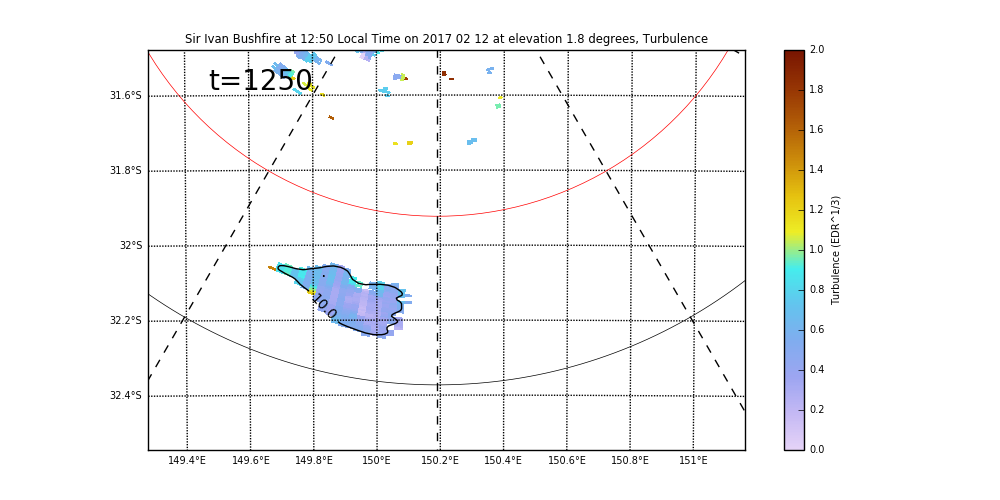 Sir Ivan Bushfire at 12:50 Local Time on 2017 02 12 at elevation 1.8 degrees, Turbulence
t=1250
31.6°S
31.8°S
32°S
32.2°S
32.4°S
10.0
149.4°E 149.6°E 149.8°E 150°E 150.2°E 150.4°E 150.6°E 150.8°E 151°E
2.0
1.8
1.6
1.4
1.2
1.0
0.8
0.6
0.4
0.2
0.0
Turbulence (EDR^1/3)